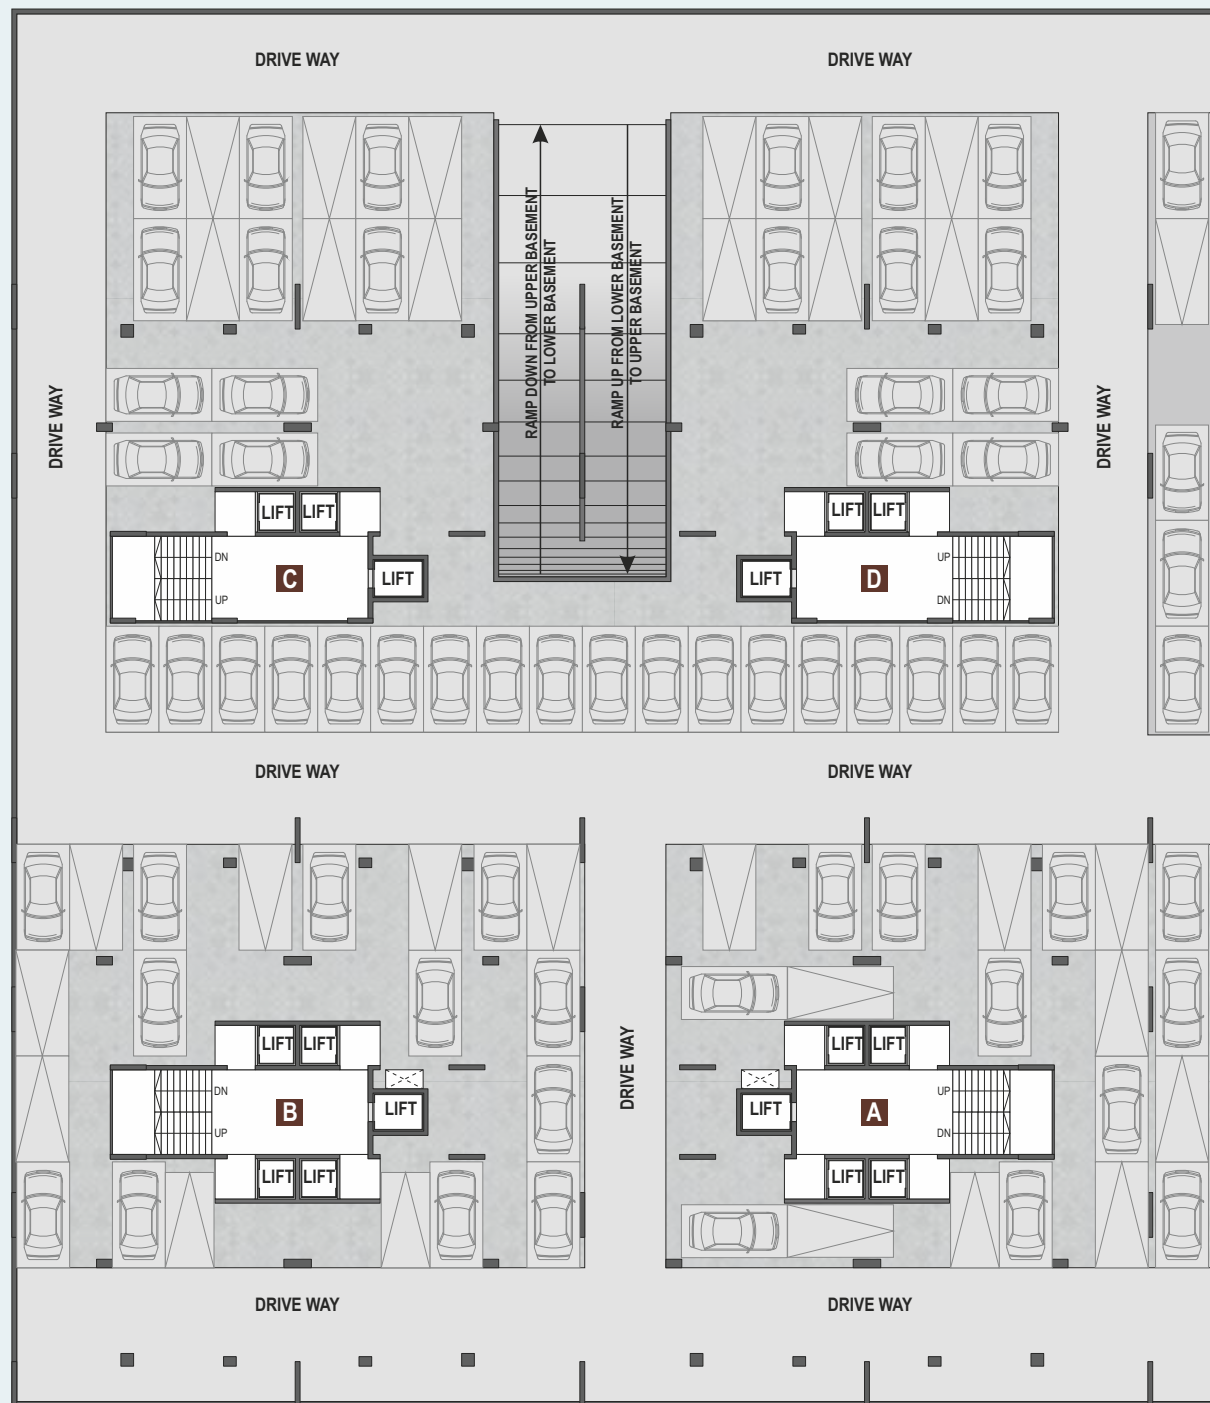 DRIVE WAY
DRIVE WAY
RAMP DOWN FROM UPPER BASEMENT
TO LOWER BASEMENT
RAMP UP FROM LOWER BASEMENT
TO UPPER BASEMENT
DRIVE WAY
DRIVE WAY
LIFT
LIFT
LIFT
LIFT
DN
UP
C
LIFT
LIFT
D
UP
DN
DRIVE WAY
DRIVE WAY
DRIVE WAY
LIFT
LIFT
LIFT
LIFT
DN
UP
B
LIFT
LIFT
A
UP
DN
LIFT
LIFT
LIFT
LIFT
DRIVE WAY
DRIVE WAY